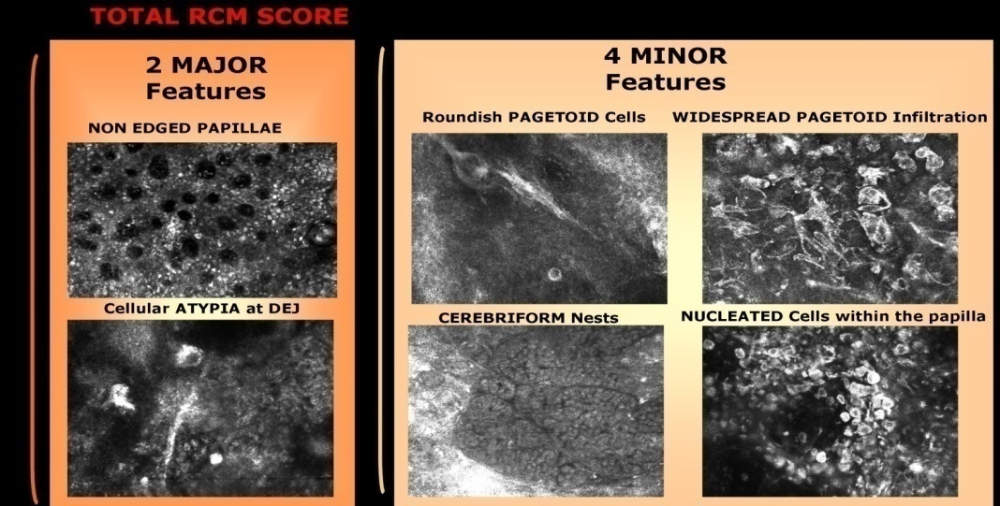 TOTAL RCM SCORE
2 MAJOR
Features
NON EDGED PAPILLAE
Cellular ATYPIA at DEJ
4 MINOR
Features
Roundish PAGETOID Cells
WIDESPREAD PAGETOID Infiltration
CEREBRIFORM Nests
NUCLEATED Cells within the papilla